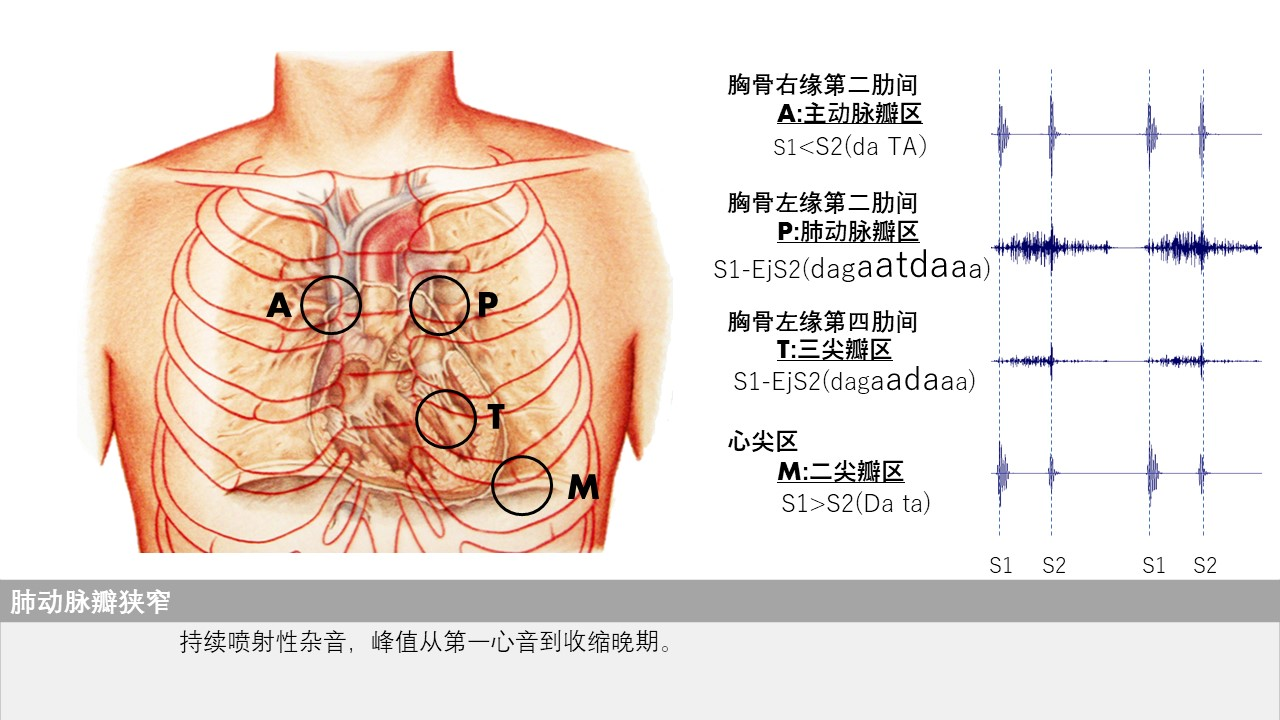 胸骨右缘第二肋间
A:主动脉瓣区
S1<S2(da TA)
胸骨左缘第二肋间
P:肺动脉瓣区
S1-EjS2(dagaatdaaa)
胸骨左缘第四肋间
T:三尖瓣区
S1-EjS2(dagaadaaa)
心尖区
M:二尖瓣区
S1>S2(Da ta)
A
P
T
M
S1 S2 S1 S2
肺动脉瓣狭窄
持续喷射性杂音，峰值从第一心音到收缩晚期。